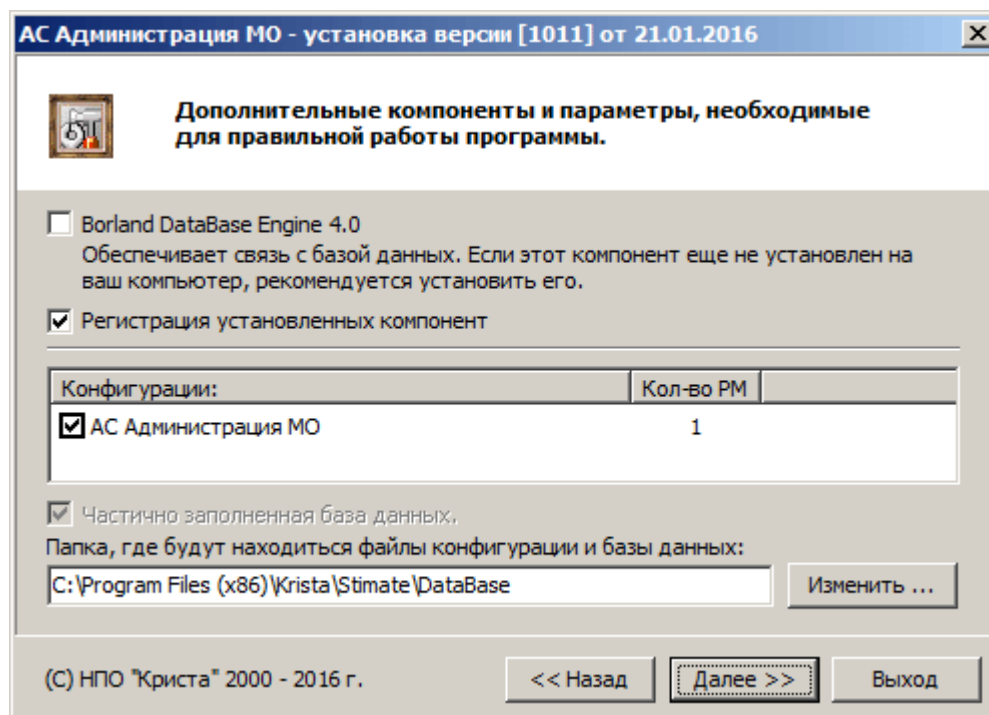 АС Администрация МО - установка версии [1011] от 21.01.2016
Дополнительные компоненты и параметры, необходимые
для правильной работы программы.
Borland DataBase Engine 4.0
Обеспечивает связь с базой данных. Если этот компонент еще не установлен на
ваш компьютер, рекомендуется установить его.
Регистрация установленных компонент
Конфигурации: Кол-во РМ
АС Администрация МО 1
Частично заполненная база данных.
Папка, где будут находиться файлы конфигурации и базы данных:
C:\Program Files (x86)\Krista\Stimate\DataBase Изменить ...
(C) НПО "Криста" 2000 - 2016 г. << Назад Далее >> Выход